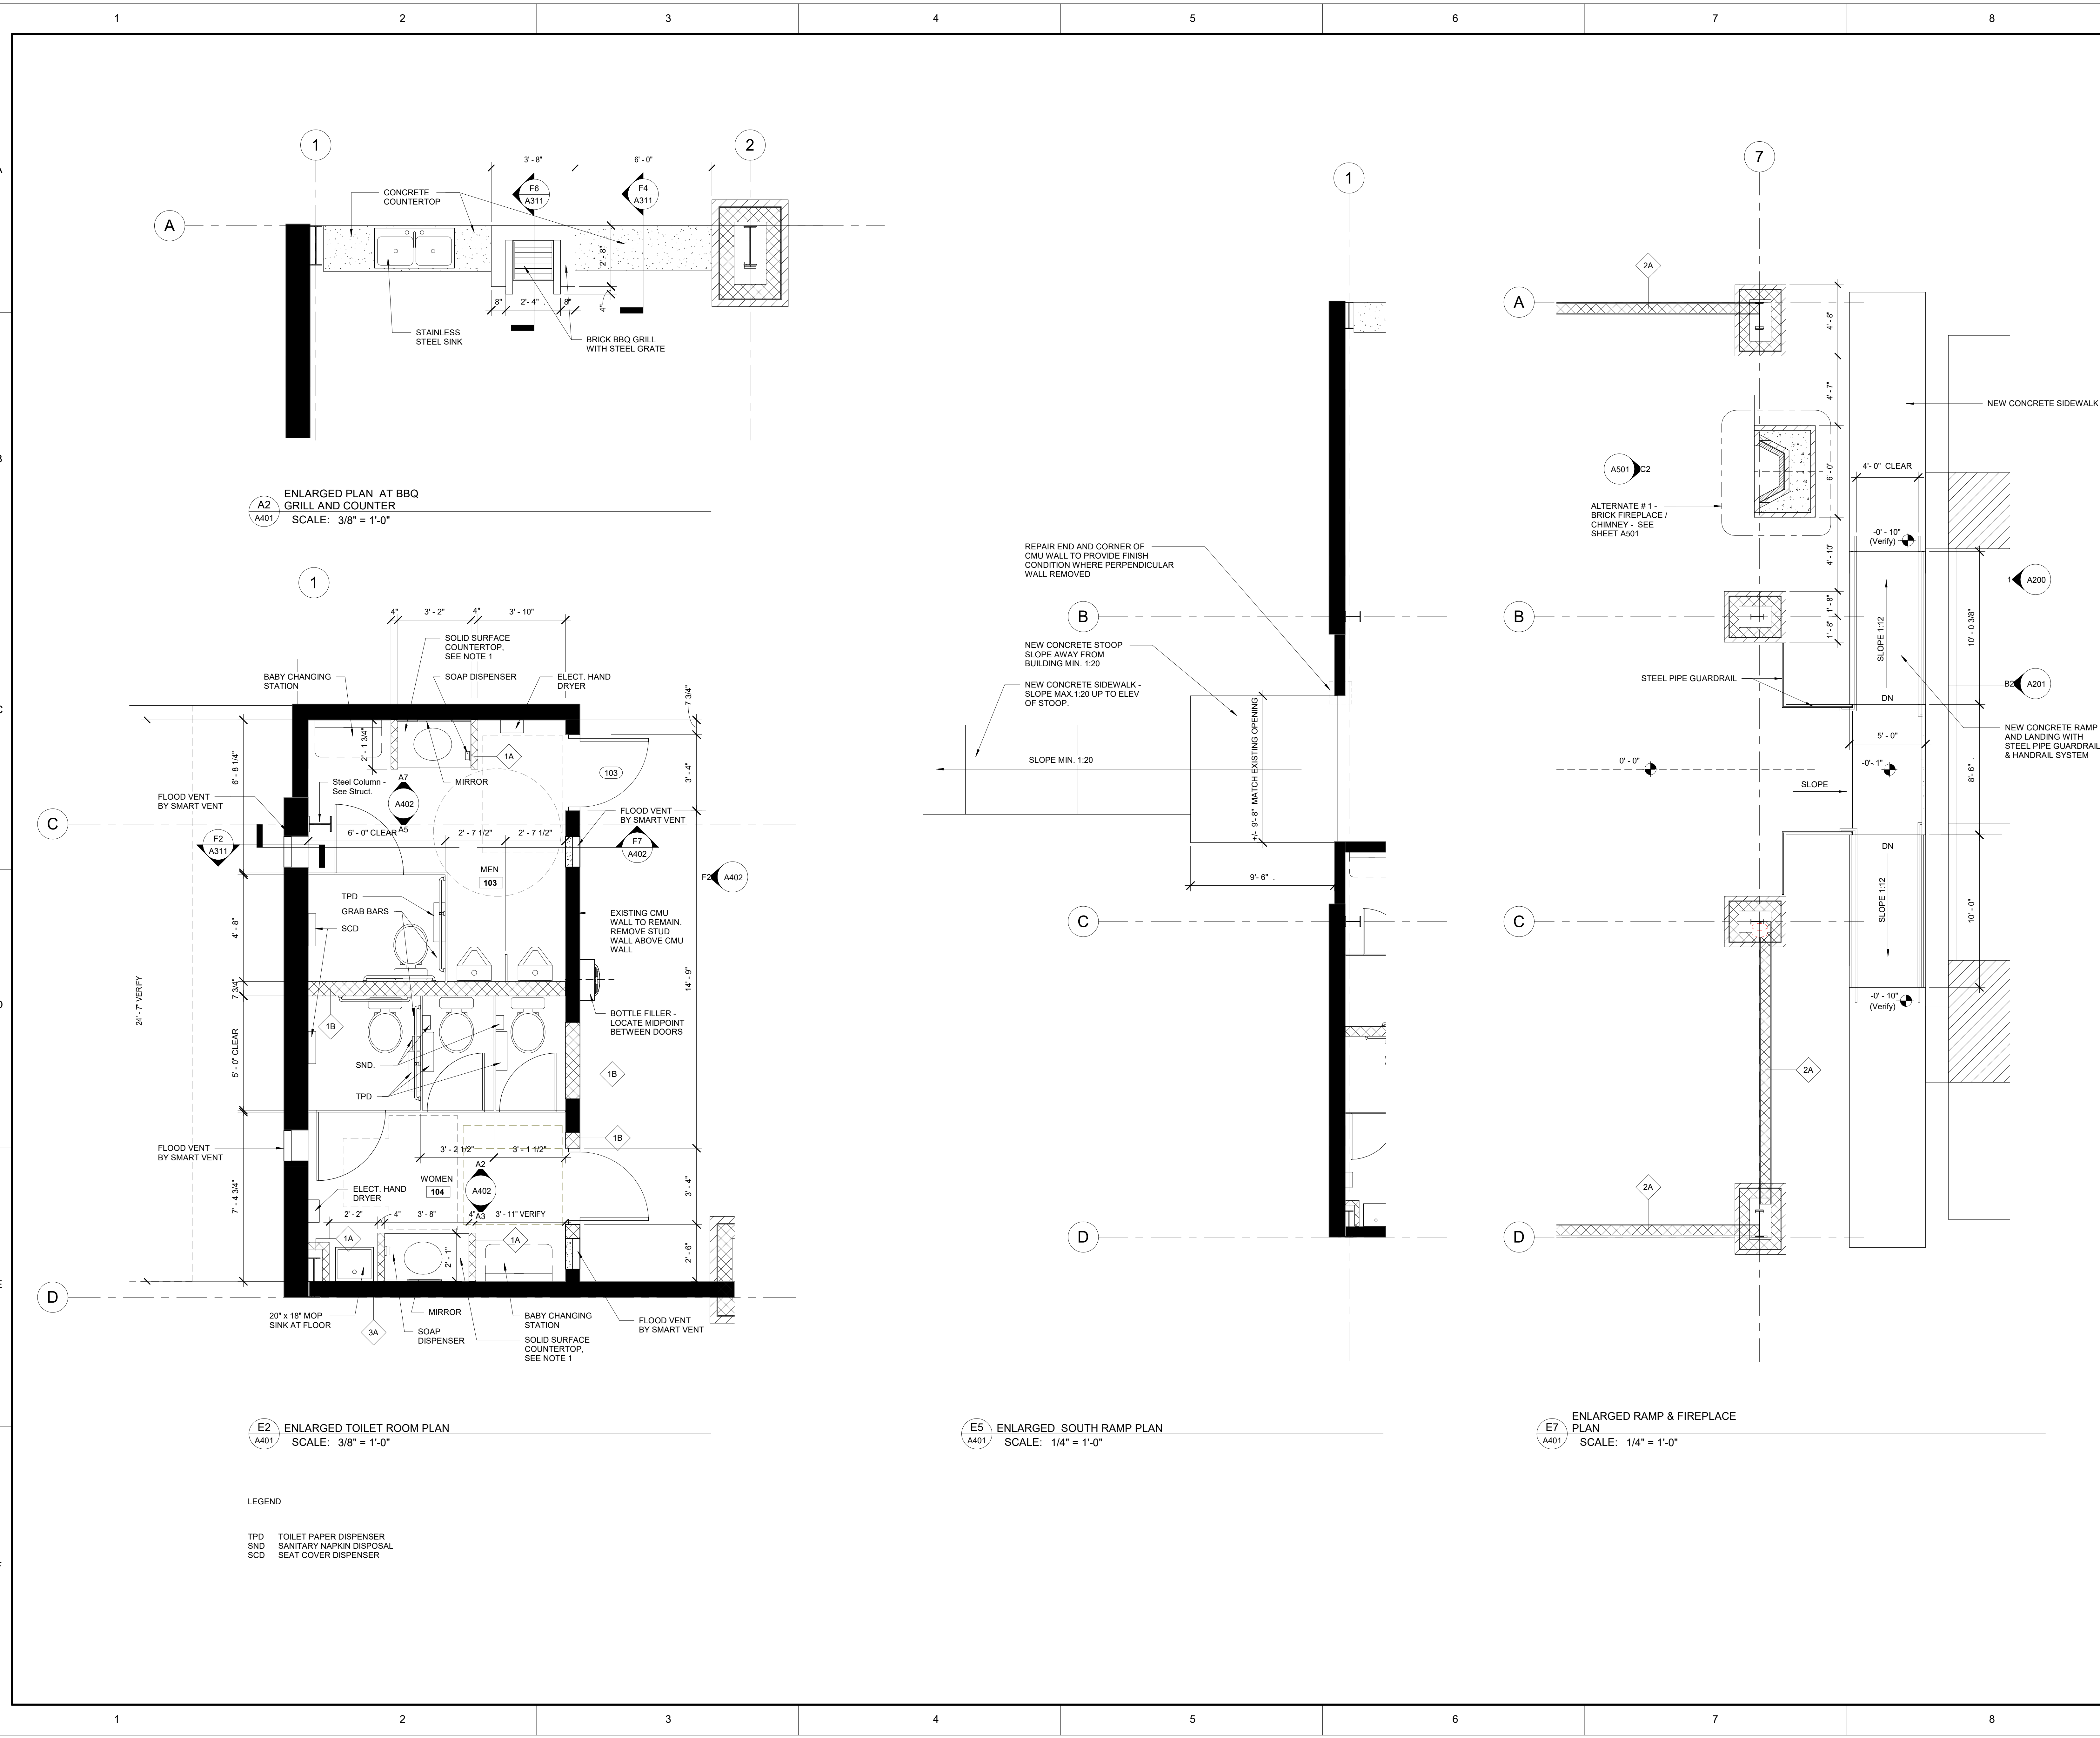 1 2 3 4 5 6 7 8
1
2
A
3' - 8"
6' - 0"
F6
A311
F4
A311
CONCRETE
COUNTERTOP
2' - 8"
4"
8"
2'- 4" .
8"
STAINLESS
STEEL SINK
BRICK BBQ GRILL
WITH STEEL GRATE
A2
A401
ENLARGED PLAN AT BBQ
GRILL AND COUNTER
SCALE: 3/8" = 1'-0"
1
4"
3' - 2"
4"
3' - 10"
SOLID SURFACE
COUNTERTOP,
SEE NOTE 1
BABY CHANGING
STATION
SOAP DISPENSER
ELECT. HAND
DRYER
7 3/4"
2' - 1 3/4"
1A
103
3' - 4"
6' - 8 1/4"
A7
A402
A5
MIRROR
Steel Column -
See Struct.
FLOOD VENT
BY SMART VENT
FLOOD VENT
BY SMART VENT
C
6' - 0" CLEAR
2' - 7 1/2"
2' - 7 1/2"
F2
A311
F7
A402
MEN
103
F2
A402
TPD
GRAB BARS
SCD
EXISTING CMU
WALL TO REMAIN.
REMOVE STUD
WALL ABOVE CMU
WALL
4' - 8"
24' - 7" VERIFY
7 3/4"
14' - 9"
1B
BOTTLE FILLER -
LOCATE MIDPOINT
BETWEEN DOORS
5' - 0" CLEAR
SND.
TPD
1B
1B
FLOOD VENT
BY SMART VENT
3' - 2 1/2"
3' - 1 1/2"
A2
A402
A3
WOMEN
104
ELECT. HAND
DRYER
7' - 4 3/4"
3' - 4"
2' - 2"
4"
3' - 8"
4"
3' - 11" VERIFY
1A
1A
2' - 1"
2' - 6"
D
20" x 18" MOP
SINK AT FLOOR
3A
MIRROR
SOAP
DISPENSER
BABY CHANGING
STATION
SOLID SURFACE
COUNTERTOP,
SEE NOTE 1
FLOOD VENT
BY SMART VENT
E2
A401
ENLARGED TOILET ROOM PLAN
SCALE: 3/8" = 1'-0"
LEGEND
TPD TOILET PAPER DISPENSER
SND SANITARY NAPKIN DISPOSAL
SCD SEAT COVER DISPENSER
1
REPAIR END AND CORNER OF
CMU WALL TO PROVIDE FINISH
CONDITION WHERE PERPENDICULAR
WALL REMOVED
B
NEW CONCRETE STOOP
SLOPE AWAY FROM
BUILDING MIN. 1:20
NEW CONCRETE SIDEWALK -
SLOPE MAX.1:20 UP TO ELEV
OF STOOP.
SLOPE MIN. 1:20
+/- 9'- 8" MATCH EXISTING OPENING
9'- 6" .
C
D
E5
A401
ENLARGED SOUTH RAMP PLAN
SCALE: 1/4" = 1'-0"
7
2A
A
4' - 8"
4' - 7"
NEW CONCRETE SIDEWALK
A501
C2
6' - 0"
4'- 0" CLEAR
ALTERNATE # 1 -
BRICK FIREPLACE /
CHIMNEY - SEE
SHEET A501
-0' - 10"
(Verify)
4' - 10"
1
A200
B
1' - 8"
1' - 8"
SLOPE 1:12
10' - 0 3/8"
STEEL PIPE GUARDRAIL
B2
A201
DN
NEW CONCRETE RAMP
AND LANDING WITH
STEEL PIPE GUARDRAIL
& HANDRAIL SYSTEM
5' - 0"
0' - 0"
-0'- 1"
8'- 6" .
SLOPE
DN
SLOPE 1:12
10' - 0"
C
-0' - 10"
(Verify)
2A
2A
D
E7
A401
ENLARGED RAMP & FIREPLACE
PLAN
SCALE: 1/4" = 1'-0"
1 2 3 4 5 6 7 8